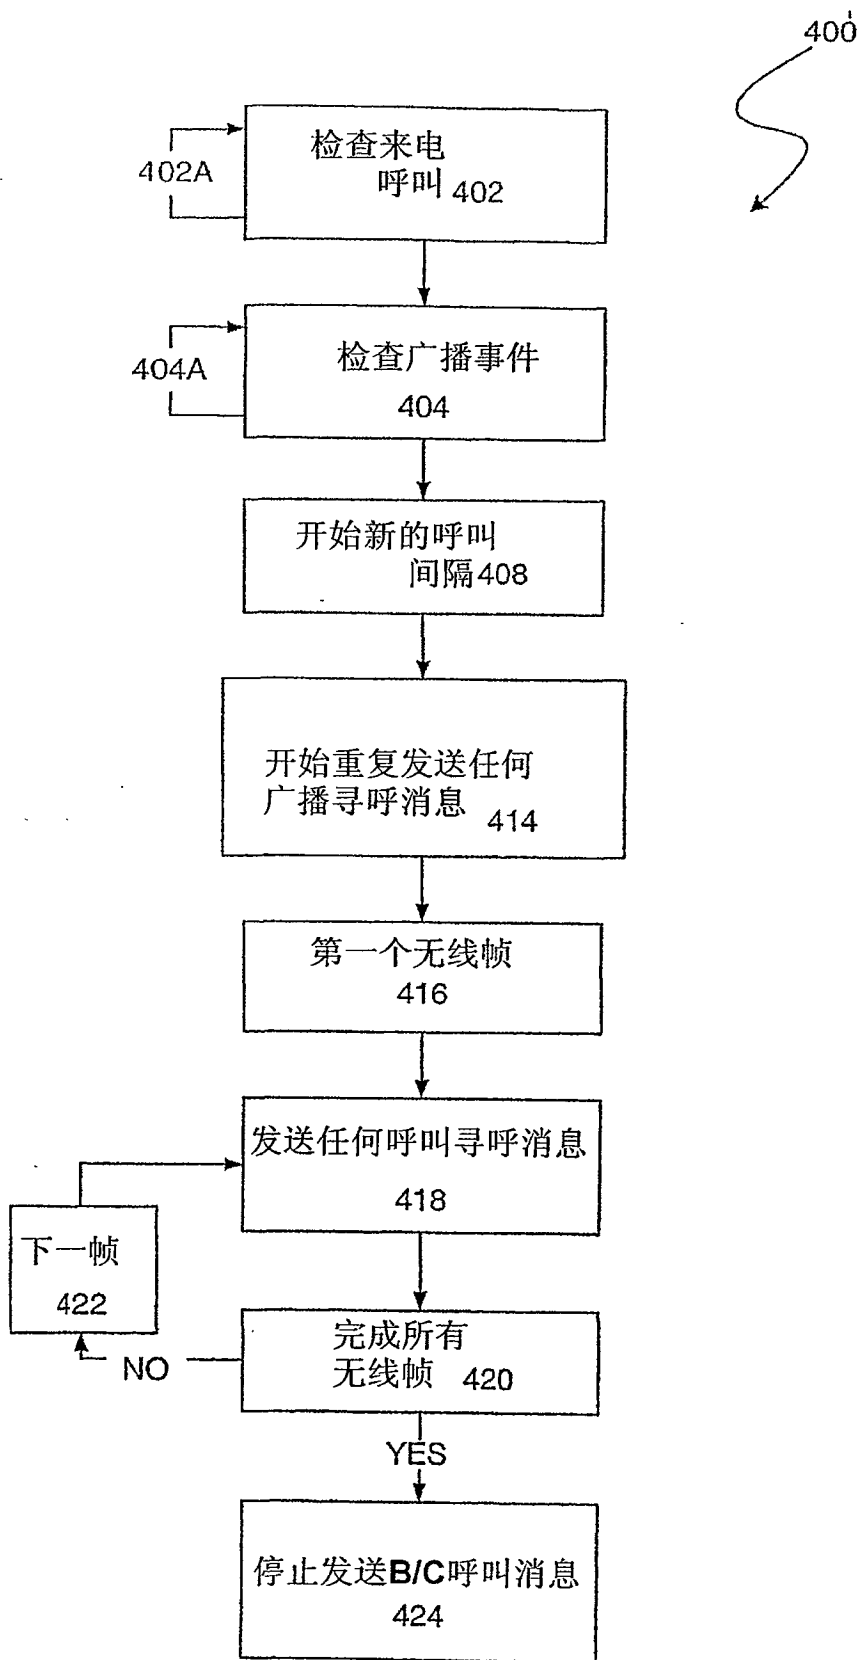 400'
检查来电
呼叫 402
402A
检查广播事件
404
404A
开始新的呼叫
间隔408
开始重复发送任何
广播寻呼消息 414
第一个无线帧
416
发送任何呼叫寻呼消息
418
下一帧
422
完成所有
无线帧 420
NO
YES
停止发送B/C呼叫消息
424